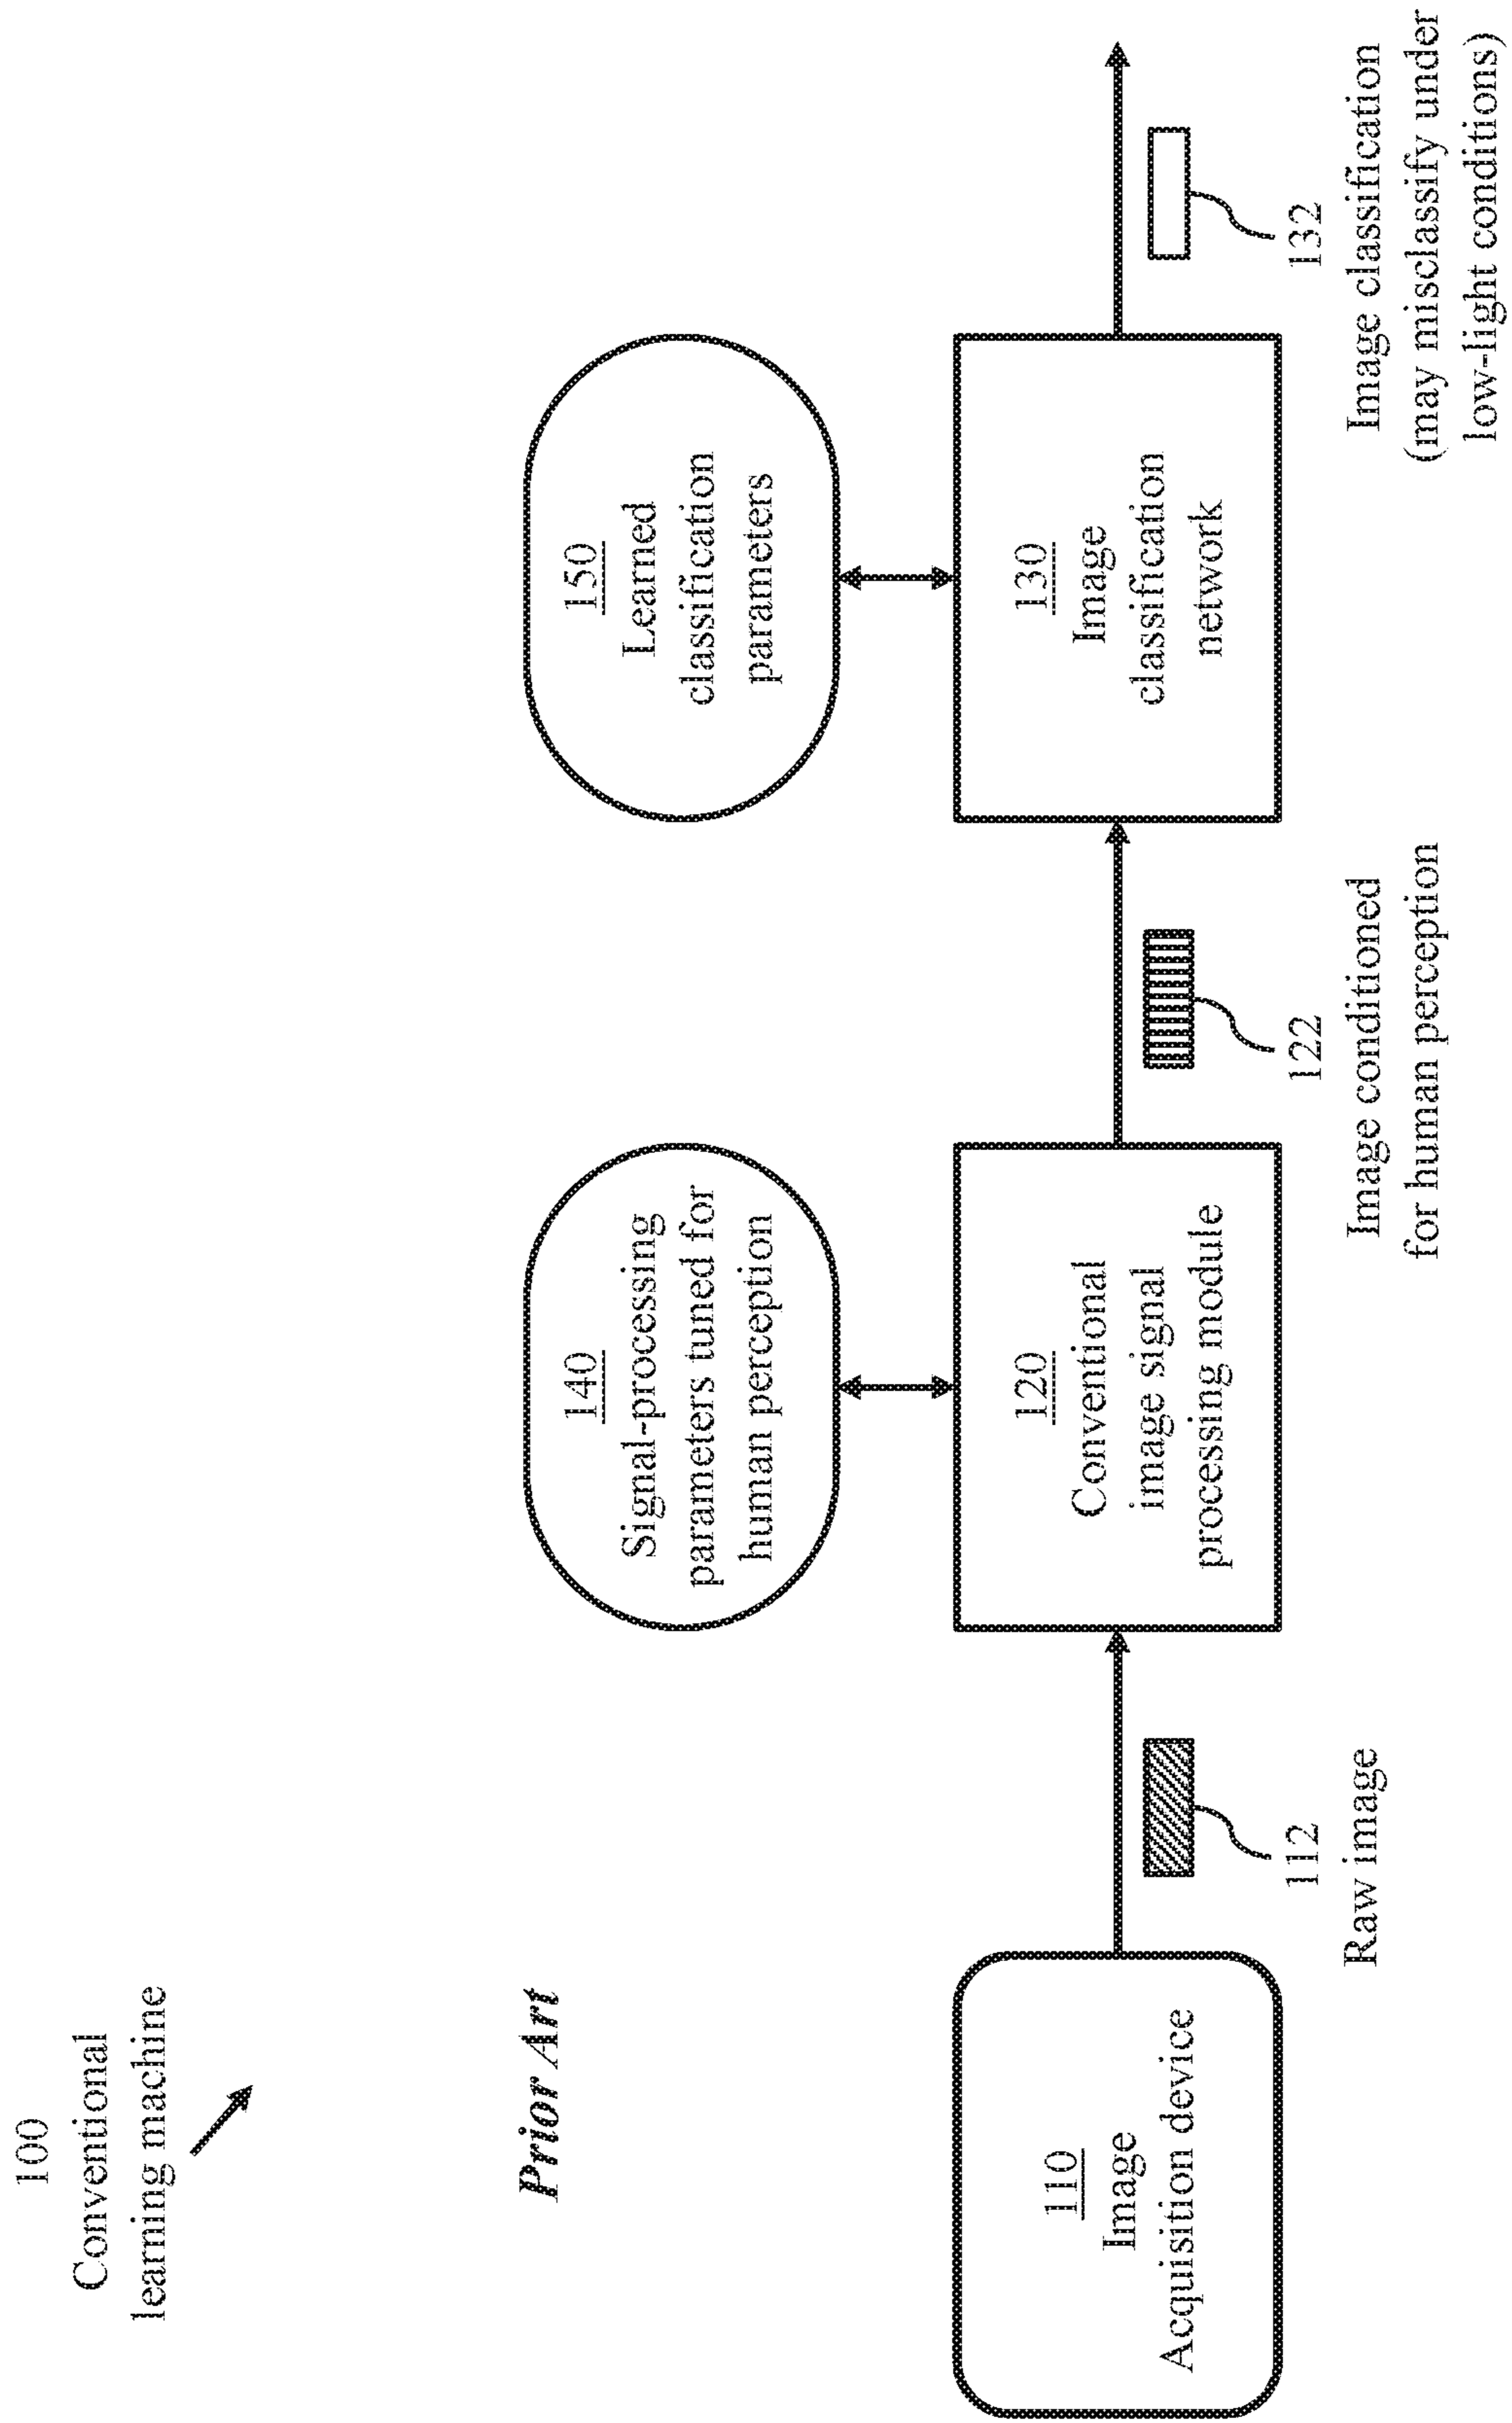 100
Conventional
learning machine
Prior Art
140
Signal-processing
parameters tuned for
human perception
150
Learned
classification
parameters
110
Image
Acquisition device
120
Conventional
image signal
processing module
130
Image
classification
network
112
Raw image
122
Image conditioned
for human perception
132
Image classification
(may misclassify under
low-light conditions)